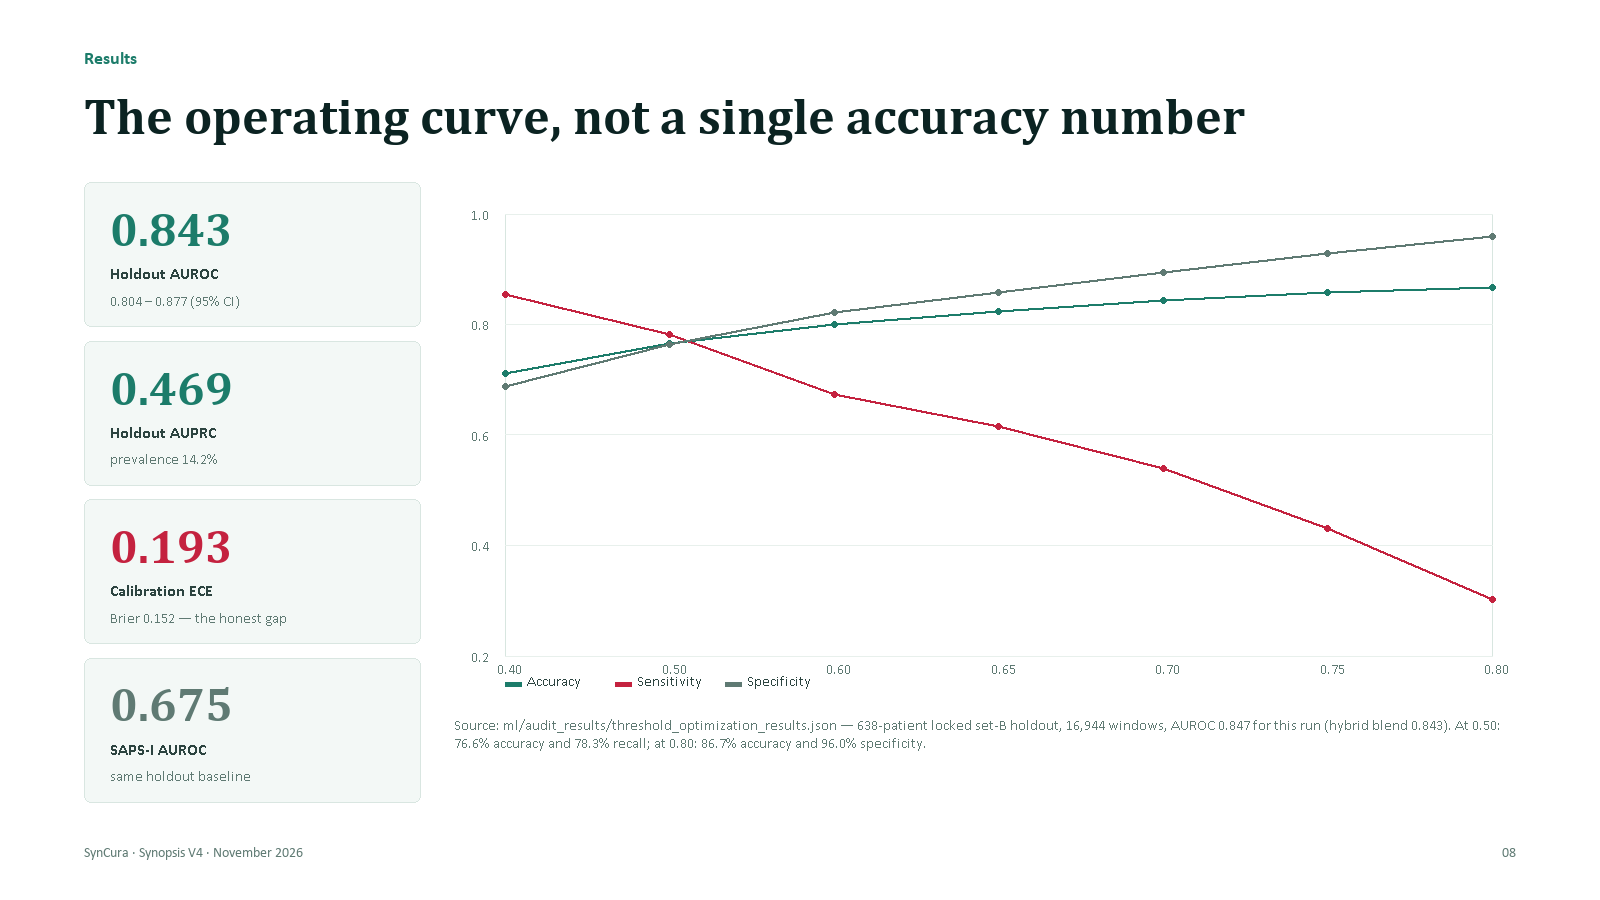 Results
The operating curve, not a single accuracy number
0.843
Holdout AUROC
0.804 – 0.877 (95% CI)
0.469
Holdout AUPRC
prevalence 14.2%
0.193
Calibration ECE
Brier 0.152 — the honest gap
0.675
SAPS-I AUROC
same holdout baseline
1.0
0.8
0.6
0.4
0.2
0.40 0.50 0.60 0.65 0.70 0.75 0.80
Accuracy Sensitivity Specificity
Source: ml/audit_results/threshold_optimization_results.json — 638-patient locked set-B holdout, 16,944 windows, AUROC 0.847 for this run (hybrid blend 0.843). At 0.50:
76.6% accuracy and 78.3% recall; at 0.80: 86.7% accuracy and 96.0% specificity.
SynCura · Synopsis V4 · November 2026
08